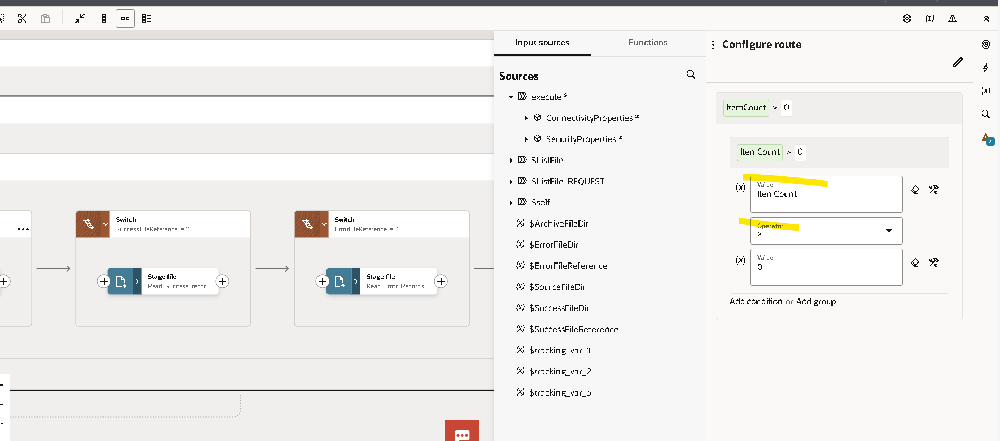 Input sources
Functions
Configure route
Sources
execute *
ConnectivityProperties *
SecurityProperties *
$ListFile
$ListFile_REQUEST
$self
(x) $ArchiveFileDir
(x) $ErrorFileDir
(x) $ErrorFileReference
(x) $SourceFileDir
(x) $SuccessFileDir
(x) $SuccessFileReference
(x) $tracking_var_1
(x) $tracking_var_2
(x) $tracking_var_3
ItemCount > 0
ItemCount > 0
(x) Value
ItemCount
Operator
>
(x) Value
0
Add condition or Add group
(x)
2
Switch
SuccessFileReference != ''
Stage file
Read_Success_recor...
Switch
ErrorFileReference != ''
Stage file
Read_Error_Records